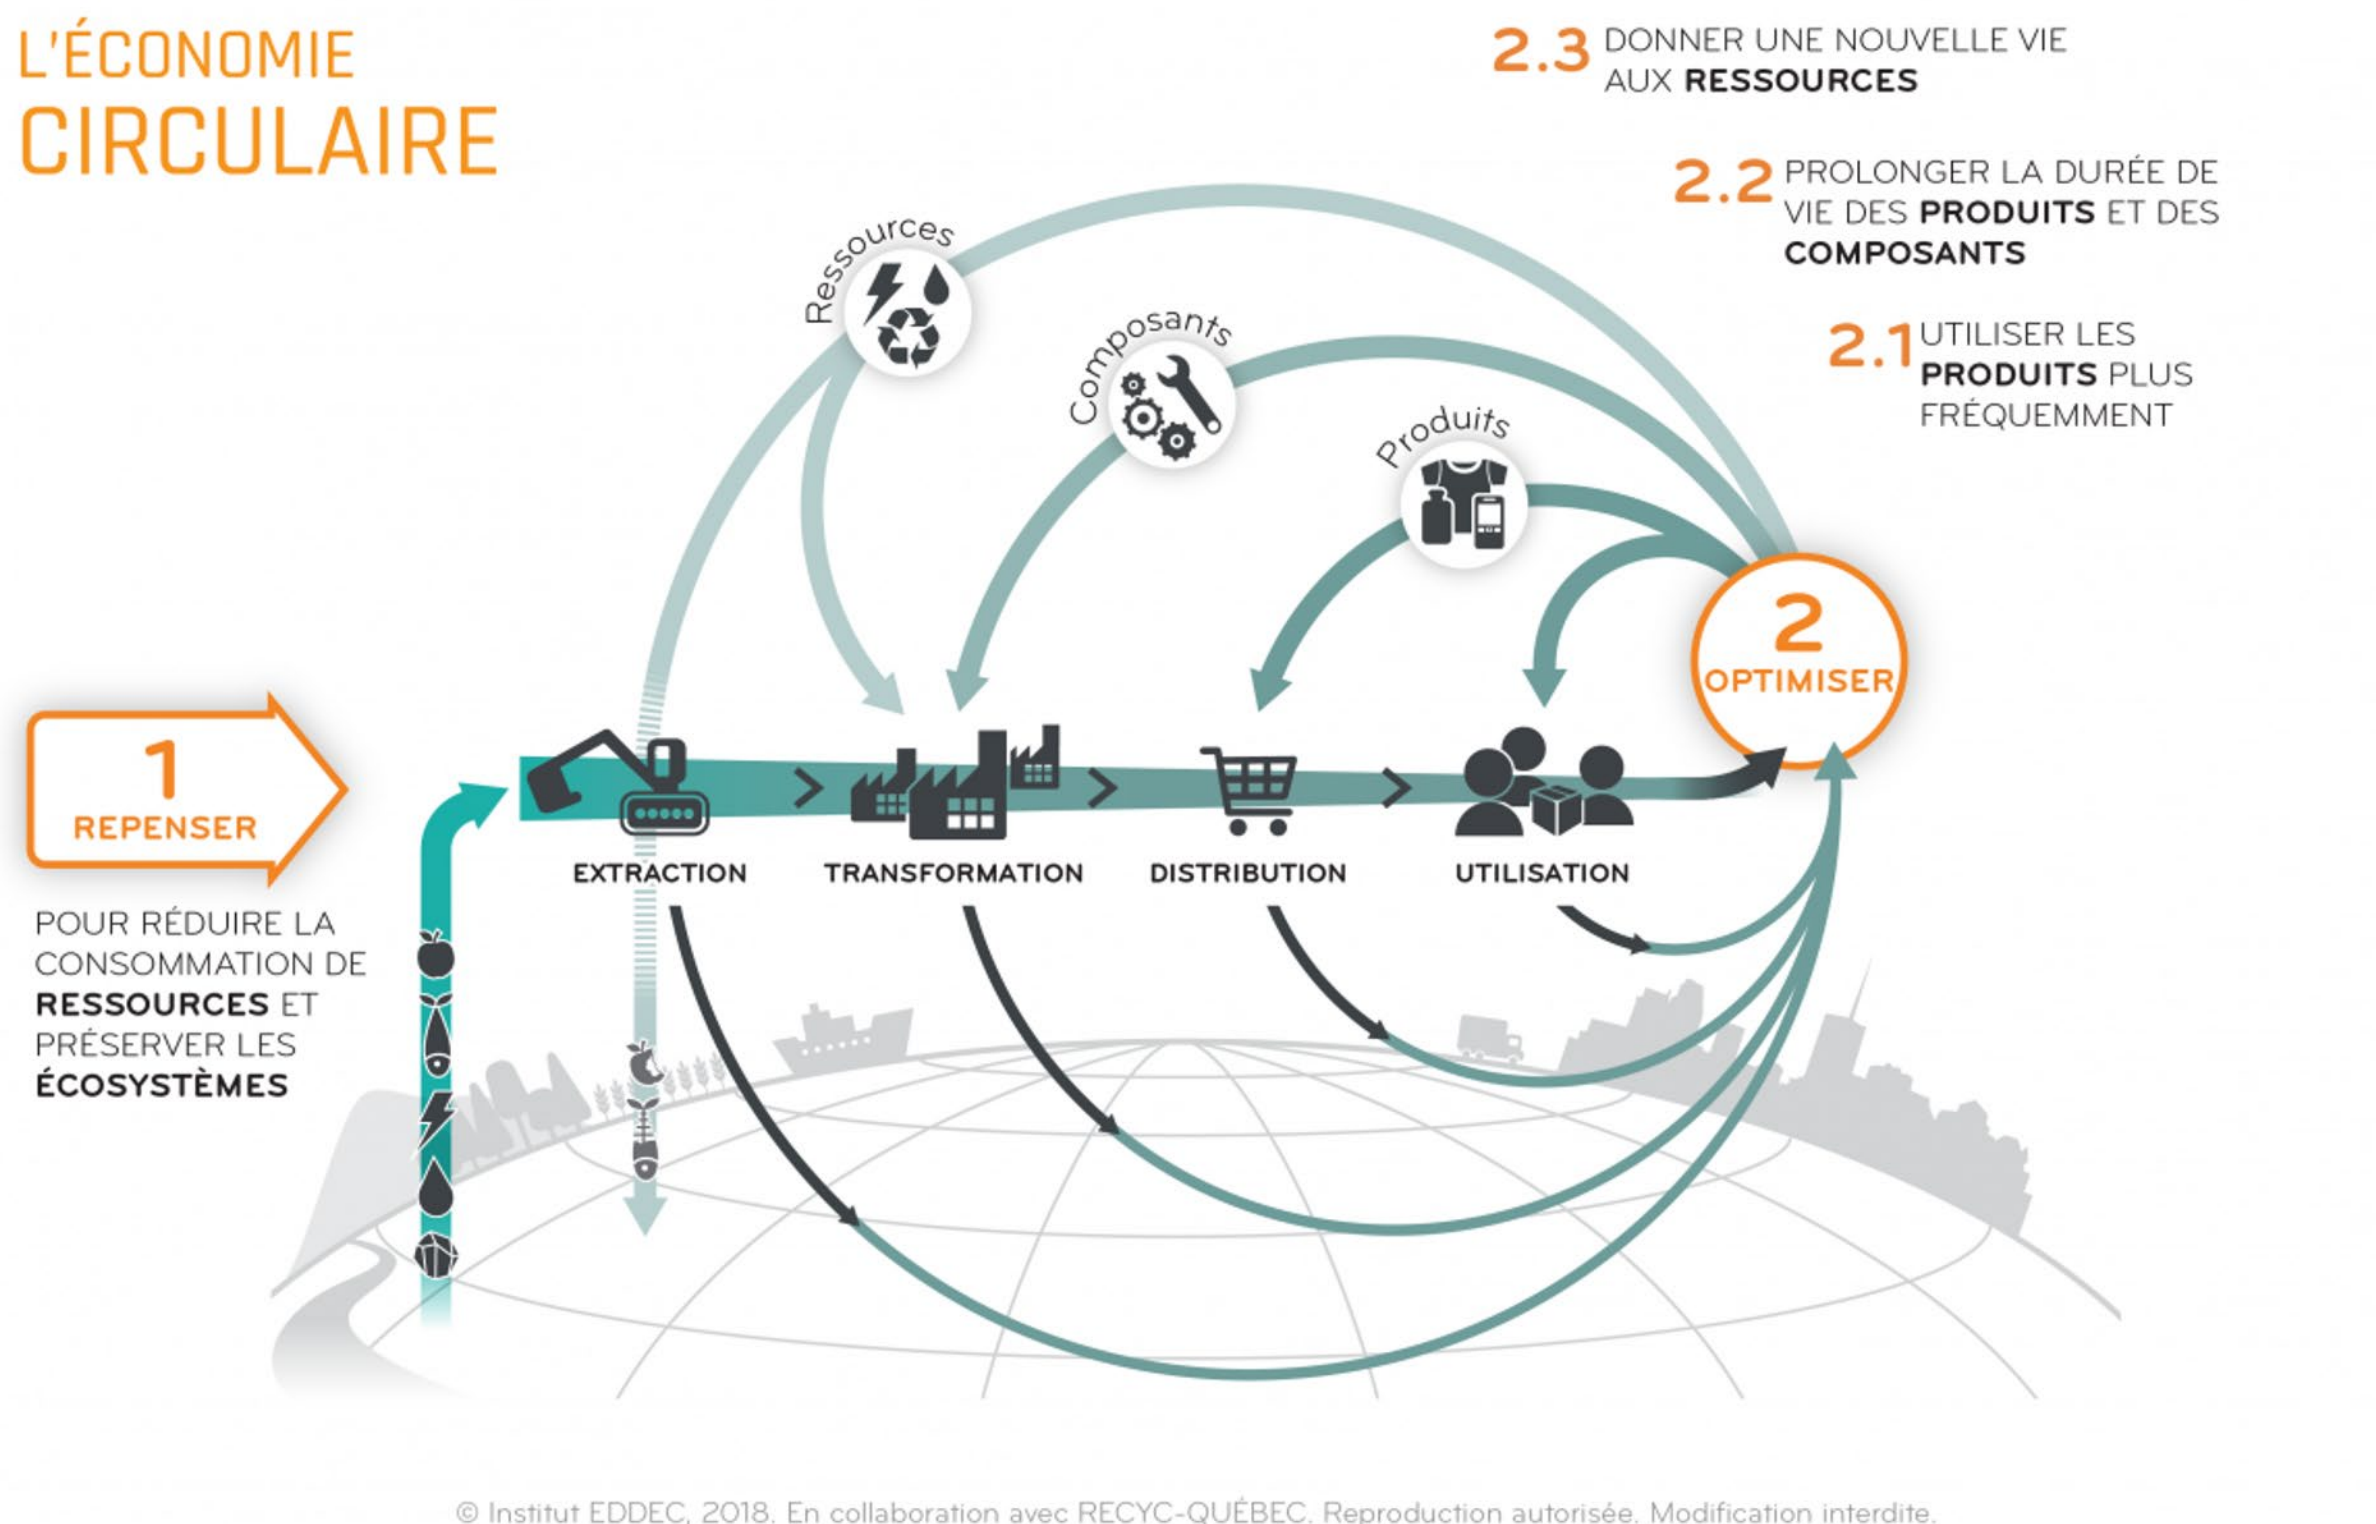 L'ÉCONOMIE
CIRCULAIRE
2.3 DONNER UNE NOUVELLE VIE
AUX RESSOURCES
2.2 PROLONGER LA DURÉE DE
VIE DES PRODUITS ET DES
COMPOSANTS
2.1 UTILISER LES
PRODUITS PLUS
FRÉQUEMMENT
Ressources
Composants
Produits
2
OPTIMISER
1
REPENSER
POUR RÉDUIRE LA
CONSOMMATION DE
RESSOURCES ET
PRÉSERVER LES
ÉCOSYSTÈMES
EXTRACTION
TRANSFORMATION
DISTRIBUTION
UTILISATION
© Institut EDDEC, 2018. En collaboration avec RECYC-QUÉBEC. Reproduction autorisée. Modification interdite.